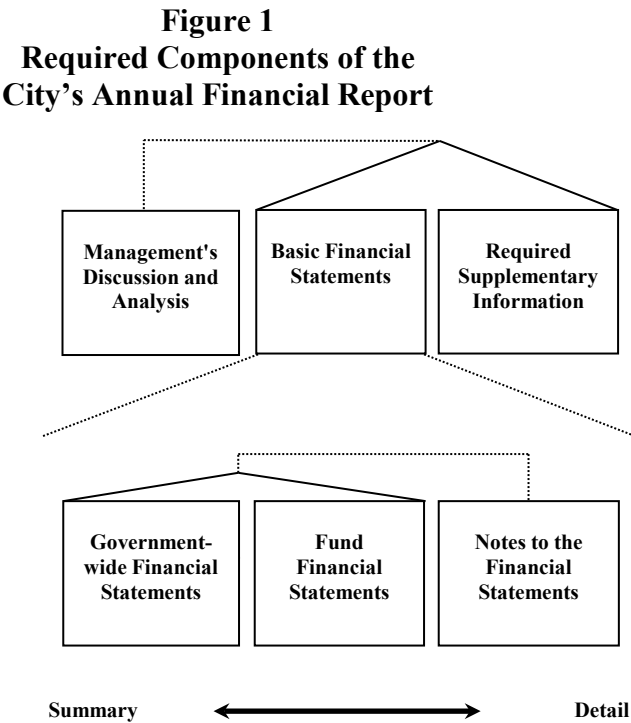 Figure 1
Required Components of the
City's Annual Financial Report
Management's
Discussion and
Analysis
Basic Financial
Statements
Required
Supplementary
Information
Government-
wide Financial
Statements
Fund
Financial
Statements
Notes to the
Financial
Statements
Summary
Detail